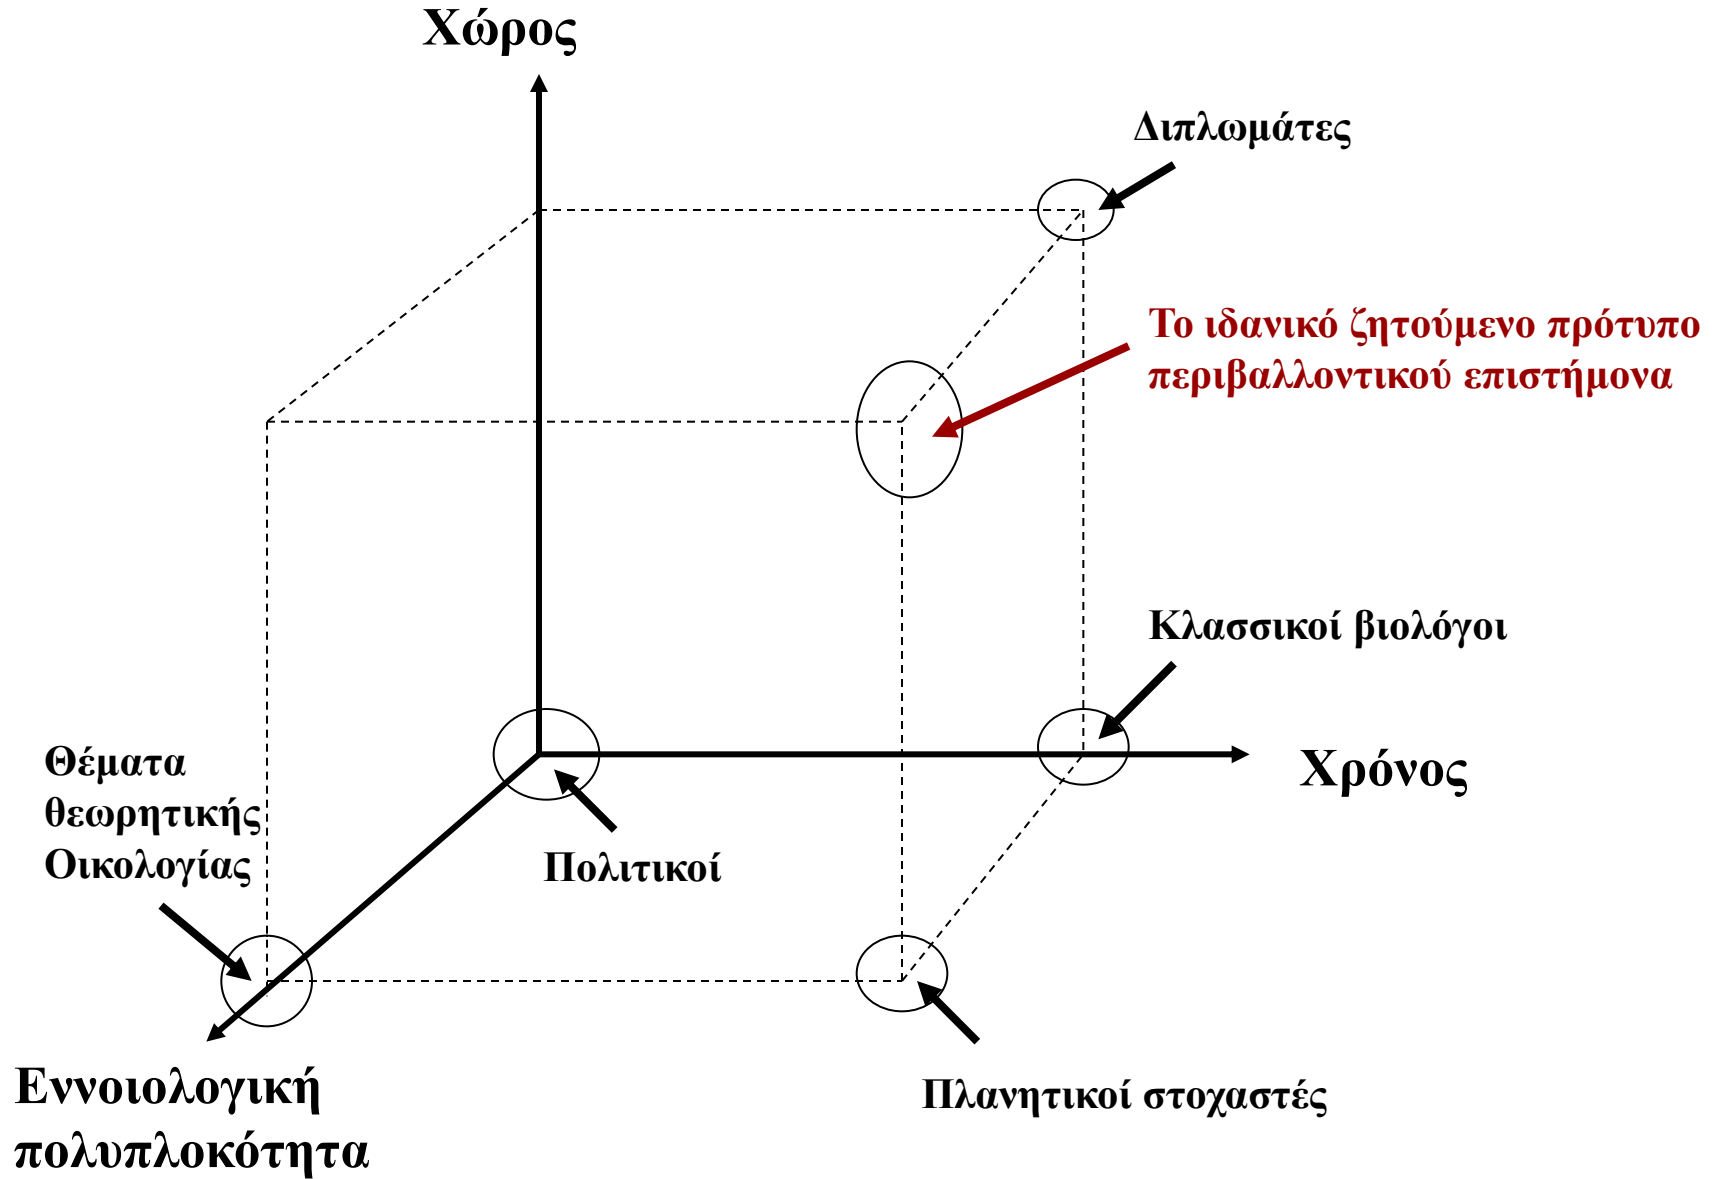 Χώρος
Διπλωμάτες
Το ιδανικό ζητούμενο πρότυπο
περιβαλλοντικού επιστήμονα
Κλασσικοί βιολόγοι
Χρόνος
Θέματα
θεωρητικής
Οικολογίας
Πολιτικοί
Εννοιολογική
πολυπλοκότητα
Πλανητικοί στοχαστές